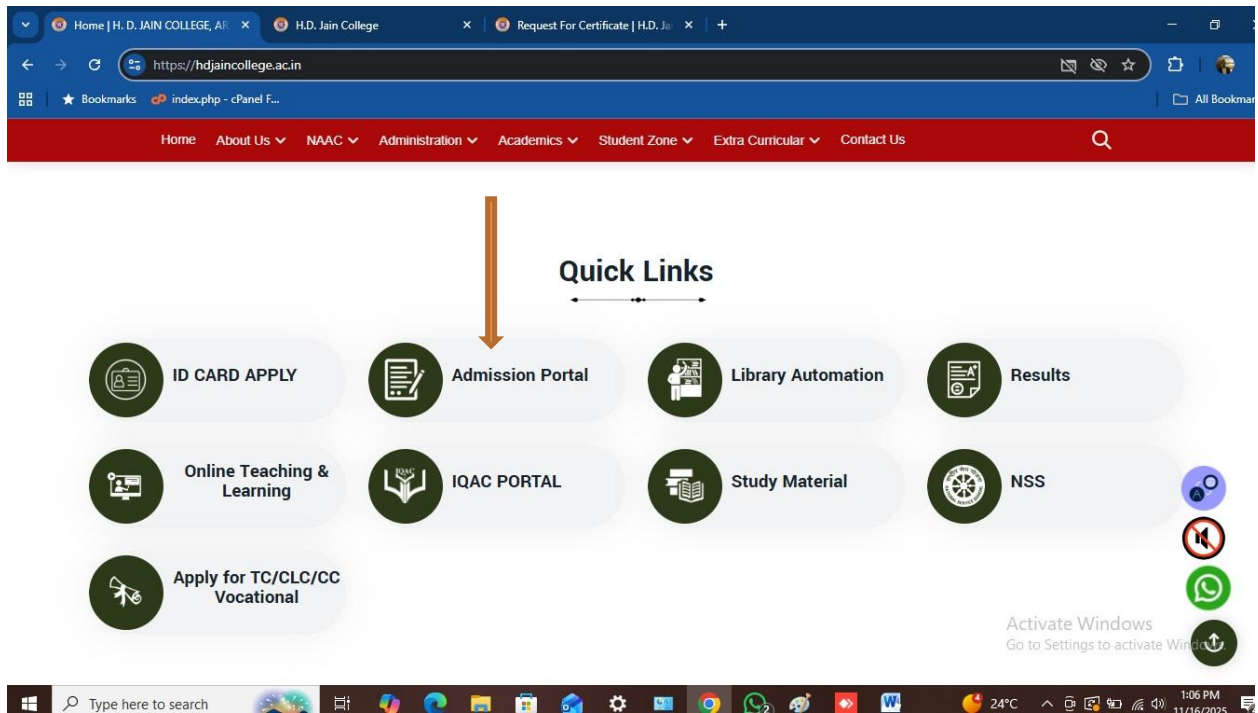 Home | H. D. JAIN COLLEGE, AR
H.D. Jain College
Request For Certificate | H.D. Ja
https://hdjaincollege.ac.in
Bookmarks
cP index.php - cPanel F...
All Bookmar
Home About Us NAAC Administration Academics Student Zone Extra Curricular Contact Us
Quick Links
ID CARD APPLY
Admission Portal
Library Automation
Results
Online Teaching &
Learning
IQAC
IQAC PORTAL
Study Material
NSS
Apply for TC/CLC/CC
Vocational
Activate Windows
Go to Settings to activate Windows.
Type here to search
24°C
1:06 PM
11/16/2025